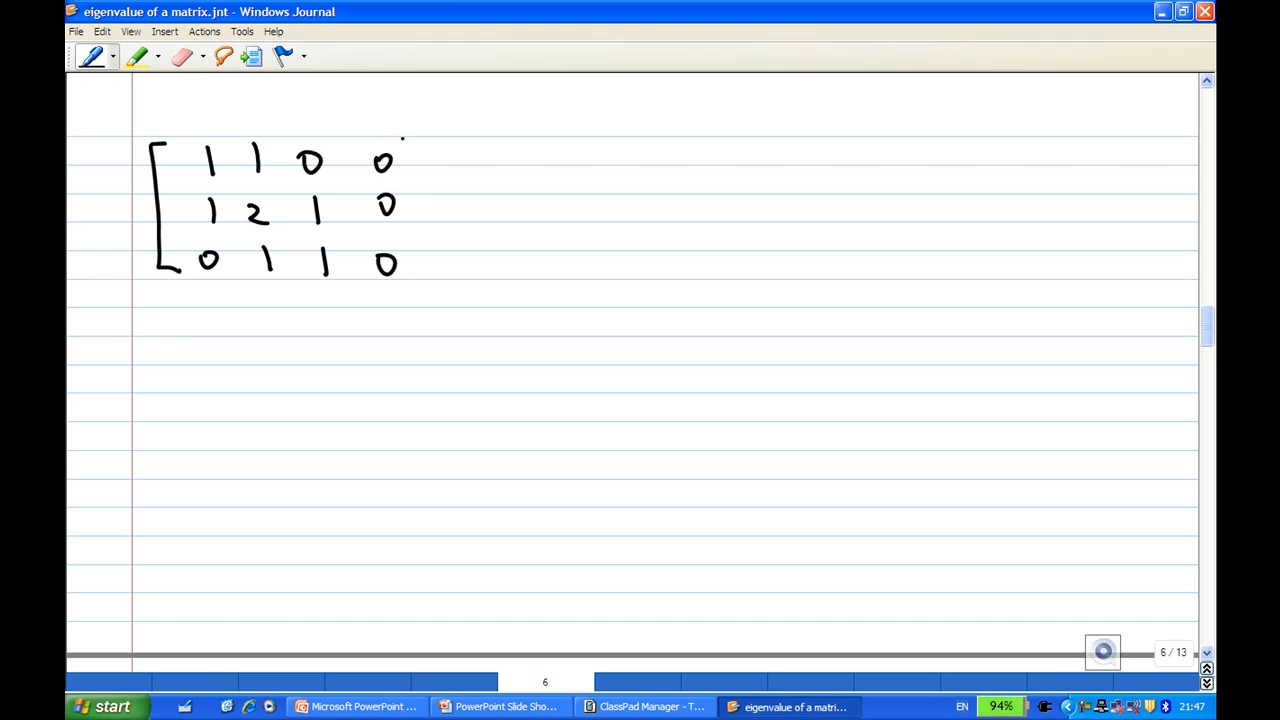 eigenvalue of a matrix.jnt - Windows Journal
File Edit View Insert Actions Tools Help
1 1 0 0
1 2 1 0
0 1 1 0
6 / 13
6
start Microsoft PowerPoint ... PowerPoint Slide Sho... ClassPad Manager - T... eigenvalue of a matri... EN 94% 21:47